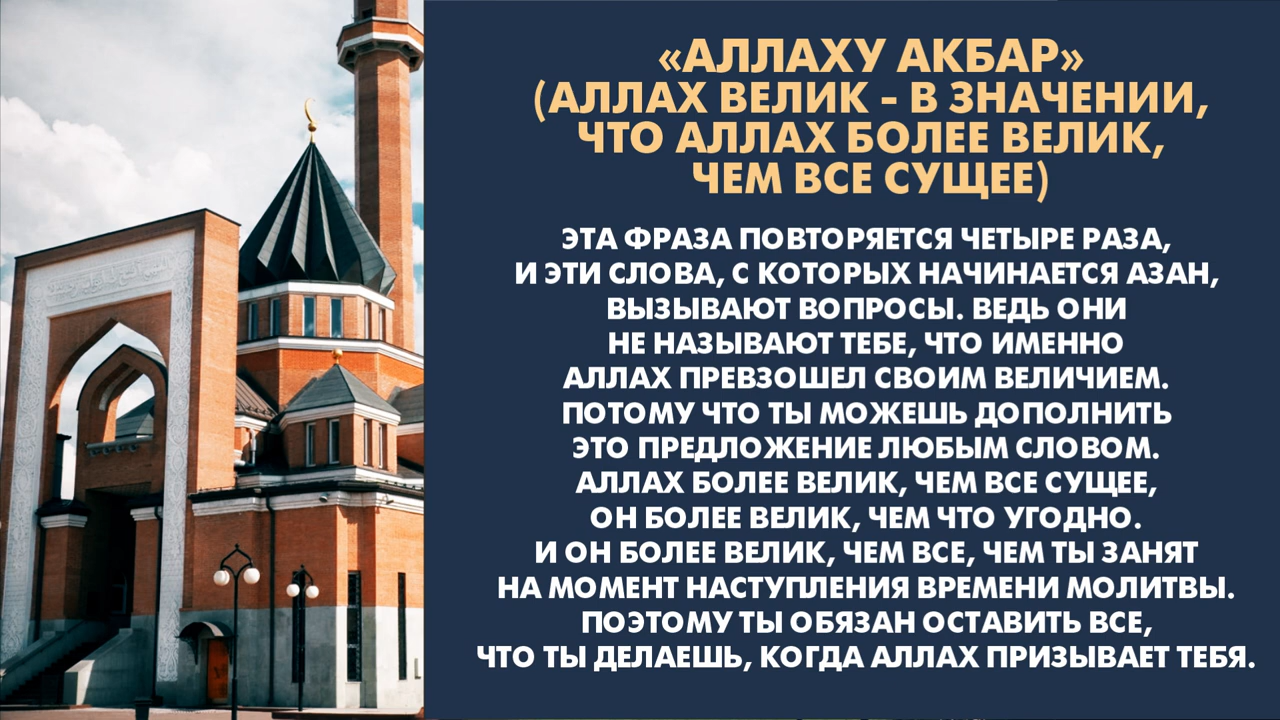 «АЛЛАХУ АКБАР»
(АЛЛАХ ВЕЛИК - В ЗНАЧЕНИИ,
ЧТО АЛЛАХ БОЛЕЕ ВЕЛИК,
ЧЕМ ВСЕ СУЩЕЕ)
ЭТА ФРАЗА ПОВТОРЯЕТСЯ ЧЕТЫРЕ РАЗА,
И ЭТИ СЛОВА, С КОТОРЫХ НАЧИНАЕТСЯ АЗАН,
ВЫЗЫВАЮТ ВОПРОСЫ. ВЕДЬ ОНИ
НЕ НАЗЫВАЮТ ТЕБЕ, ЧТО ИМЕННО
АЛЛАХ ПРЕВЗОШЕЛ СВОИМ ВЕЛИЧИЕМ.
ПОТОМУ ЧТО ТЫ МОЖЕШЬ ДОПОЛНИТЬ
ЭТО ПРЕДЛОЖЕНИЕ ЛЮБЫМ СЛОВОМ.
АЛЛАХ БОЛЕЕ ВЕЛИК, ЧЕМ ВСЕ СУЩЕЕ,
ОН БОЛЕЕ ВЕЛИК, ЧЕМ ЧТО УГОДНО.
И ОН БОЛЕЕ ВЕЛИК, ЧЕМ ВСЕ, ЧЕМ ТЫ ЗАНЯТ
НА МОМЕНТ НАСТУПЛЕНИЯ ВРЕМЕНИ МОЛИТВЫ.
ПОЭТОМУ ТЫ ОБЯЗАН ОСТАВИТЬ ВСЕ,
ЧТО ТЫ ДЕЛАЕШЬ, КОГДА АЛЛАХ ПРИЗЫВАЕТ ТЕБЯ.